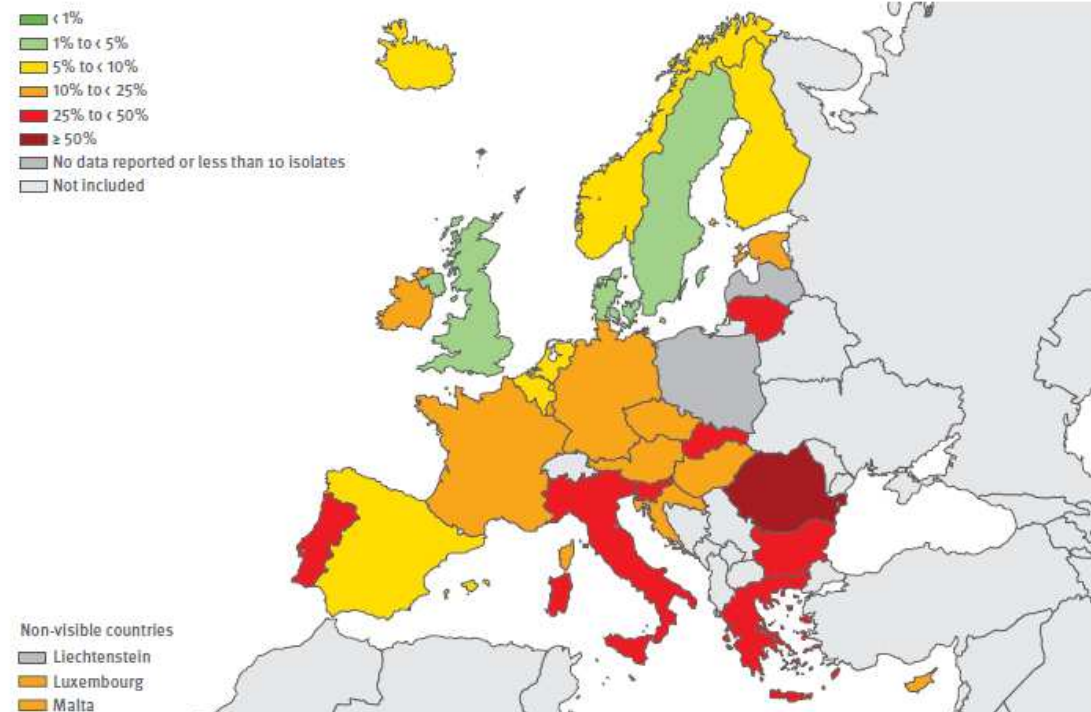 < 1%
1% to < 5%
5% to < 10%
10% to < 25%
25% to < 50%
≥ 50%
No data reported or less than 10 isolates
Not included
Non-visible countries
Liechtenstein
Luxembourg
Malta